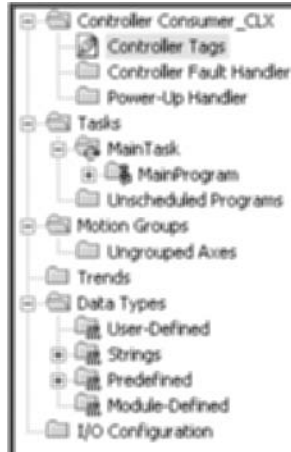 Controller Consumer_CLX
Controller Tags
Controller Fault Handler
Power-Up Handler
Tasks
MainTask
MainProgram
Unscheduled Programs
Motion Groups
Ungrouped Axes
Trends
Data Types
User-Defined
Strings
Predefined
Module-Defined
I/O Configuration